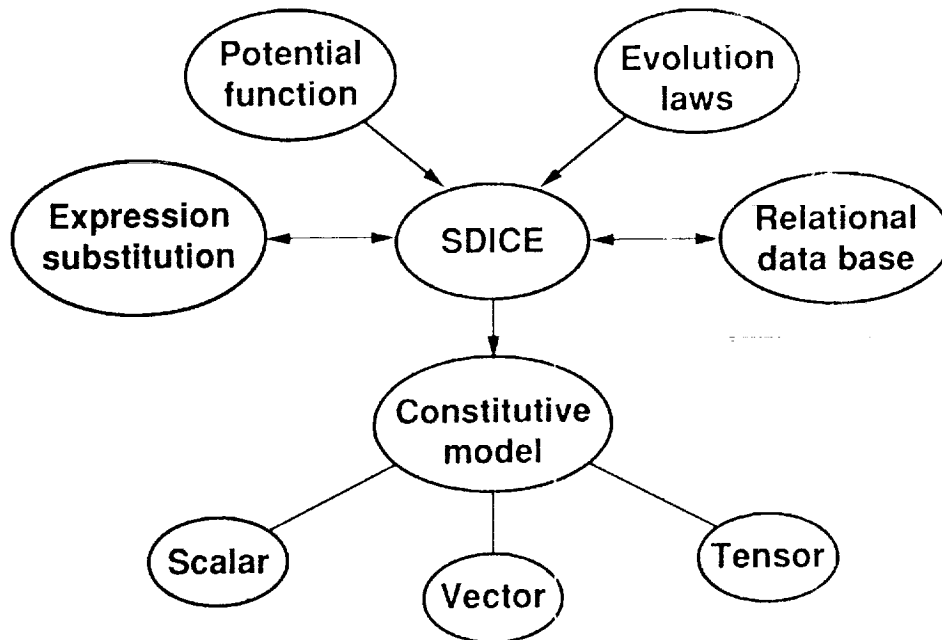 Potential
function
Evolution
laws
Expression
substitution
SDICE
Relational
data base
Constitutive
model
Scalar
Vector
Tensor